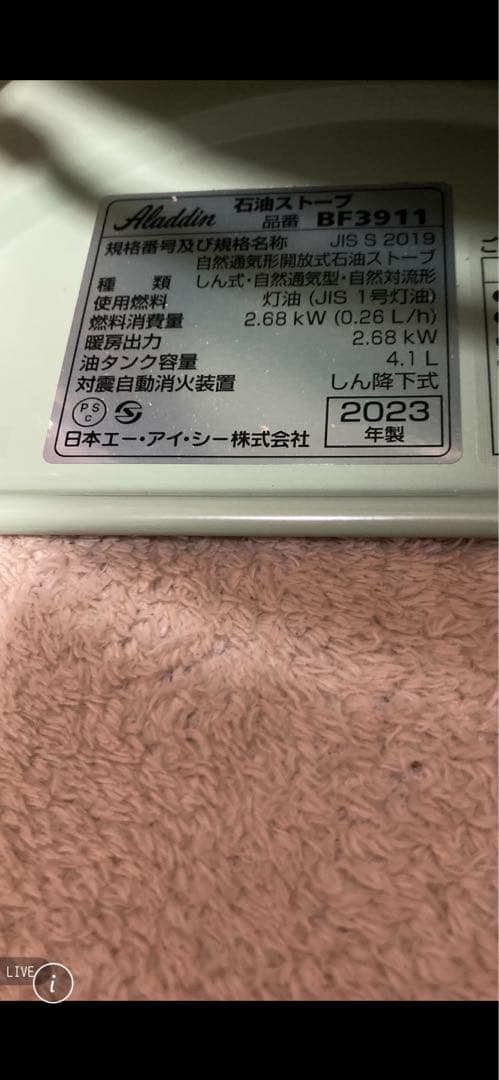 Aladdin 石油ストーブ
品番 BF3911
規格番号及び規格名称 JIS S 2019
自然通気形開放式石油ストーブ
種類 しん式・自然通気型・自然対流形
使用燃料 灯油 (JIS 1号灯油)
燃料消費量 2.68 kW (0.26 L/h)
暖房出力 2.68 kW
油タンク容量 4.1 L
対震自動消火装置 しん降下式
PSC
2023
年製
日本エー・アイ・シー株式会社
LIVE